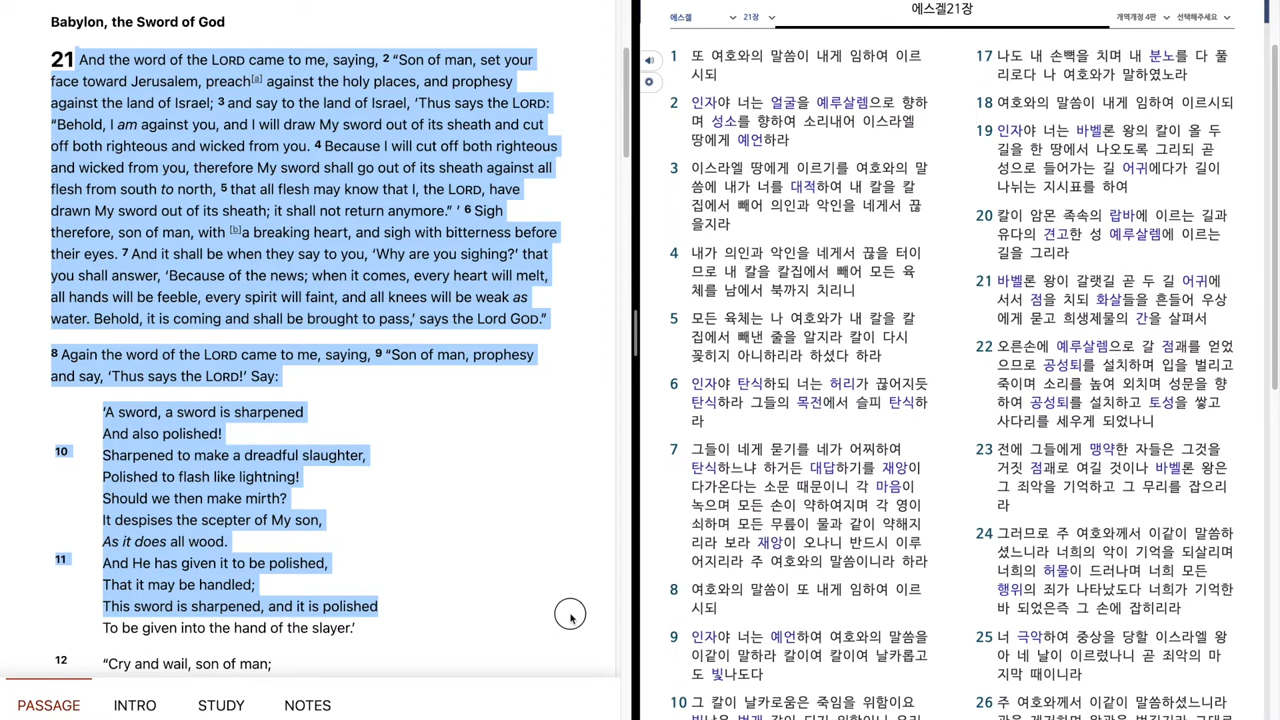 Babylon, the Sword of God
21 And the word of the LORD came to me, saying, 2 “Son of man, set your
face toward Jerusalem, preach[a] against the holy places, and prophesy
against the land of Israel; 3 and say to the land of Israel, ‘Thus says the LORD:
“Behold, I am against you, and I will draw My sword out of its sheath and cut
off both righteous and wicked from you. 4 Because I will cut off both righteous
and wicked from you, therefore My sword shall go out of its sheath against all
flesh from south to north, 5 that all flesh may know that I, the LORD, have
drawn My sword out of its sheath; it shall not return anymore.” ’ 6 Sigh
therefore, son of man, with [b]a breaking heart, and sigh with bitterness before
their eyes. 7 And it shall be when they say to you, ‘Why are you sighing?’ that
you shall answer, ‘Because of the news; when it comes, every heart will melt,
all hands will be feeble, every spirit will faint, and all knees will be weak as
water. Behold, it is coming and shall be brought to pass,’ says the Lord GOD.”
8 Again the word of the LORD came to me, saying, 9 “Son of man, prophesy
and say, ‘Thus says the LORD!’ Say:
‘A sword, a sword is sharpened
And also polished!
10 Sharpened to make a dreadful slaughter,
Polished to flash like lightning!
Should we then make mirth?
It despises the scepter of My son,
As it does all wood.
11 And He has given it to be polished,
That it may be handled;
This sword is sharpened, and it is polished
To be given into the hand of the slayer.’
12 “Cry and wail, son of man;
PASSAGE INTRO STUDY NOTES
에스겔 21장 에스겔21장 개역개정 4판 선택해주세요
1 또 여호와의 말씀이 내게 임하여 이르
시되
2 인자야 너는 얼굴을 예루살렘으로 향하
며 성소를 향하여 소리내어 이스라엘
땅에게 예언하라
3 이스라엘 땅에게 이르기를 여호와의 말
씀에 내가 너를 대적하여 내 칼을 칼
집에서 빼어 의인과 악인을 네게서 끊
을지라
4 내가 의인과 악인을 네게서 끊을 터이
므로 내 칼을 칼집에서 빼어 모든 육
체를 남에서 북까지 치리니
5 모든 육체는 나 여호와가 내 칼을 칼
집에서 빼낸 줄을 알지라 칼이 다시
꽂히지 아니하리라 하셨다 하라
6 인자야 탄식하되 너는 허리가 끊어지듯
탄식하라 그들의 목전에서 슬피 탄식하
라
7 그들이 네게 묻기를 네가 어찌하여
탄식하느냐 하거든 대답하기를 재앙이
다가온다는 소문 때문이니 각 마음이
녹으며 모든 손이 약하여지며 각 영이
쇠하며 모든 무릎이 물과 같이 약해지
리라 보라 재앙이 오나니 반드시 이루
어지리라 주 여호와의 말씀이니라 하라
8 여호와의 말씀이 또 내게 임하여 이르
시되
9 인자야 너는 예언하여 여호와의 말씀을
이같이 말하라 칼이여 칼이여 날카롭고
도 빛나도다
10 그 칼이 날카로움은 죽임을 위함이요
17 나도 내 손뼉을 치며 내 분노를 다 풀
리로다 나 여호와가 말하였노라
18 여호와의 말씀이 내게 임하여 이르시되
19 인자야 너는 바벨론 왕의 칼이 올 두
길을 한 땅에서 나오도록 그리되 곧
성으로 들어가는 길 어귀에다가 길이
나뉘는 지시표를 하여
20 칼이 암몬 족속의 랍바에 이르는 길과
유다의 견고한 성 예루살렘에 이르는
길을 그리라
21 바벨론 왕이 갈랫길 곧 두 길 어귀에
서서 점을 치되 화살들을 흔들어 우상
에게 묻고 희생제물의 간을 살펴서
22 오른손에 예루살렘으로 갈 점괘를 얻었
으므로 공성퇴를 설치하며 입을 벌리고
죽이며 소리를 높여 외치며 성문을 향
하여 공성퇴를 설치하고 토성을 쌓고
사다리를 세우게 되었나니
23 전에 그들에게 맹약한 자들은 그것을
거짓 점괘로 여길 것이나 바벨론 왕은
그 죄악을 기억하고 그 무리를 잡으리
라
24 그러므로 주 여호와께서 이같이 말씀하
셨느니라 너희의 악이 기억을 되살리며
너희의 허물이 드러나며 너희 모든
행위의 죄가 나타났도다 너희가 기억한
바 되었은즉 그 손에 잡히리라
25 너 극악하여 중상을 당할 이스라엘 왕
아 네 날이 이르렀나니 곧 죄악의 마
지막 때이니라
26 주 여호와께서 이같이 말씀하셨느니라